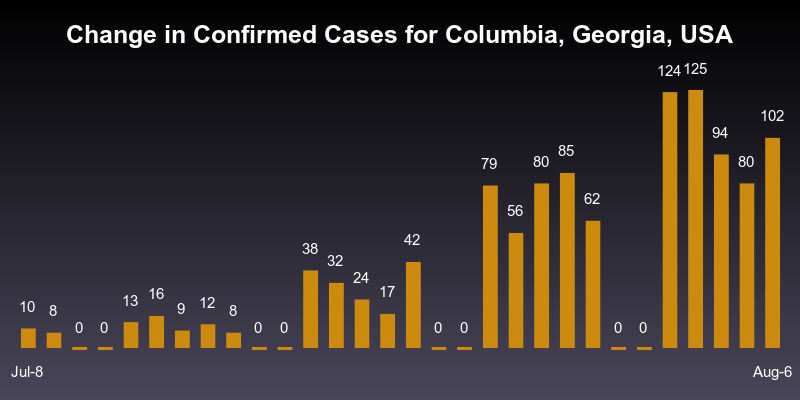 Change in Confirmed Cases for Columbia, Georgia, USA
10 8 0 0 13 16 9 12 8 0 0 38 32 24 17 42 0 0 79 56 80 85 62 0 0 124 125 94 80 102
Jul-8 Aug-6